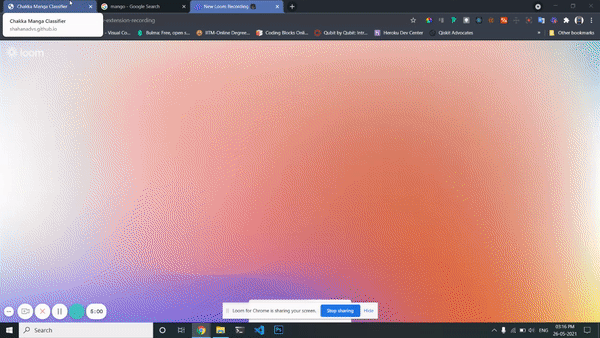 Chakka Manga Classifier
mango - Google Search
New Loom Recording
Chakka Manga Classifier
shahanadvs.github.io
-extension-recording
- Visual Co...
Bulma: Free, open s...
IITM-Online Degree...
Coding Blocks Onli...
Qubit by Qubit: Intr...
Heroku Dev Center
Qiskit Advocates
»
Other bookmarks
loom
5:00
Loom for Chrome is sharing your screen.
Stop sharing
Hide
Search
ENG
03:16 PM
26-05-2021